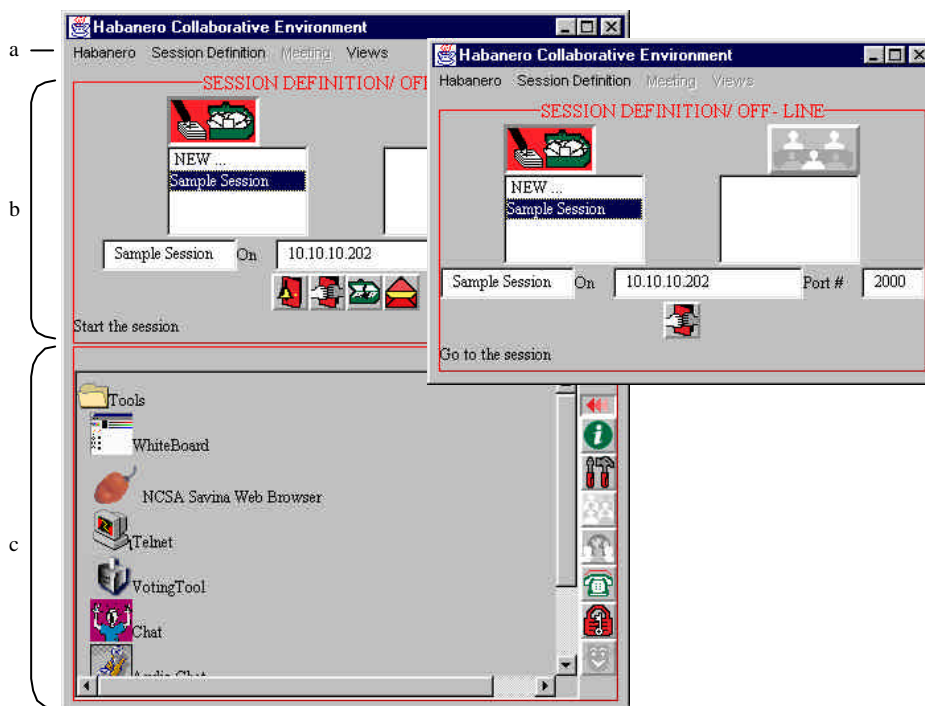 a
b
c
Habanero Collaborative Environment
Habanero Session Definition Meeting Views
SESSION DEFINITION/ OFF
NEW ...
Sample Session
Sample Session On 10.10.10.202
Start the session
Tools
WhiteBoard
NCSA Savina Web Browser
Telnet
VotingTool
Chat
Audio Chat
Habanero Collaborative Environment
Habanero Session Definition Meeting Views
SESSION DEFINITION/ OFF- LINE
NEW ...
Sample Session
Sample Session On 10.10.10.202 Port # 2000
Go to the session